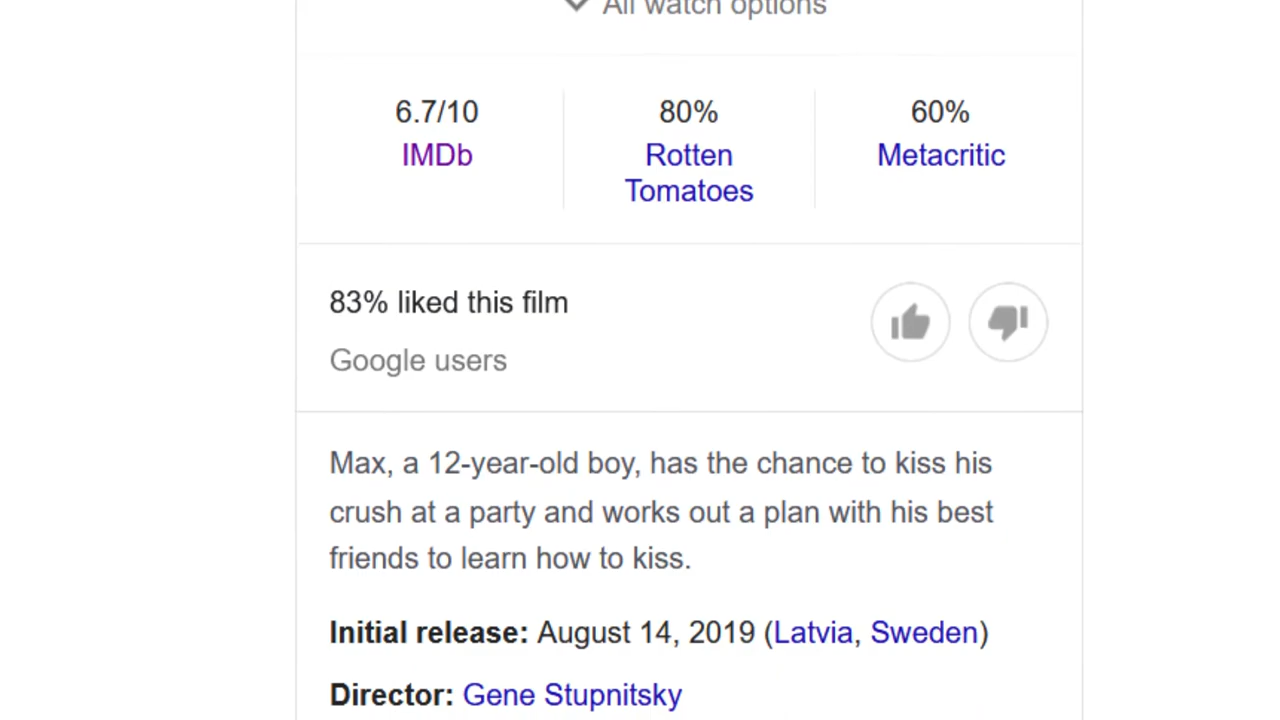 All watch options
6.7/10
IMDb
80%
Rotten
Tomatoes
60%
Metacritic
83% liked this film
Google users
Max, a 12-year-old boy, has the chance to kiss his
crush at a party and works out a plan with his best
friends to learn how to kiss.
Initial release: August 14, 2019 (Latvia, Sweden)
Director: Gene Stupnitsky